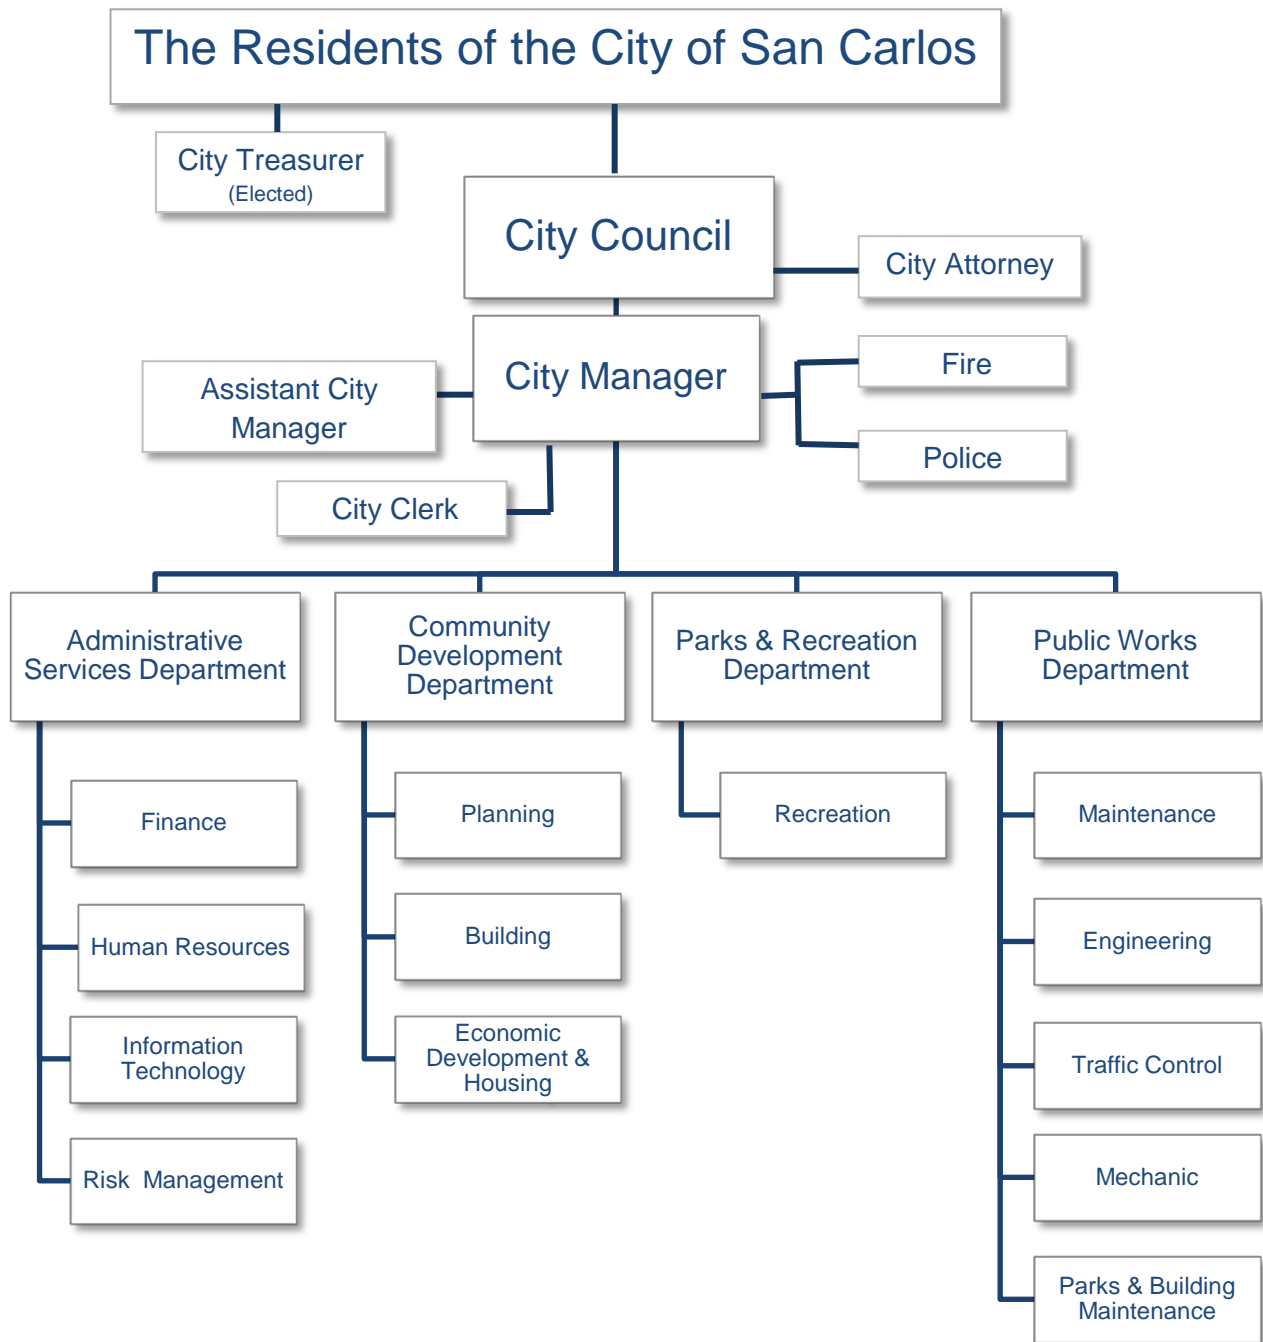 The Residents of the City of San Carlos
City Treasurer
(Elected)
City Council
City Attorney
City Manager
Fire
Assistant City
Manager
Police
City Clerk
Administrative
Services Department
Community
Development
Department
Parks & Recreation
Department
Public Works
Department
Finance
Human Resources
Information
Technology
Risk Management
Planning
Building
Economic
Development &
Housing
Recreation
Maintenance
Engineering
Traffic Control
Mechanic
Parks & Building
Maintenance